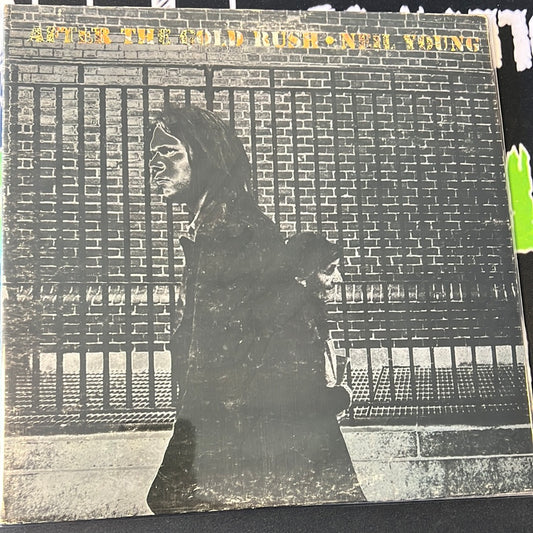 AFTER THE GOLD RUSH • NEIL YOUNG